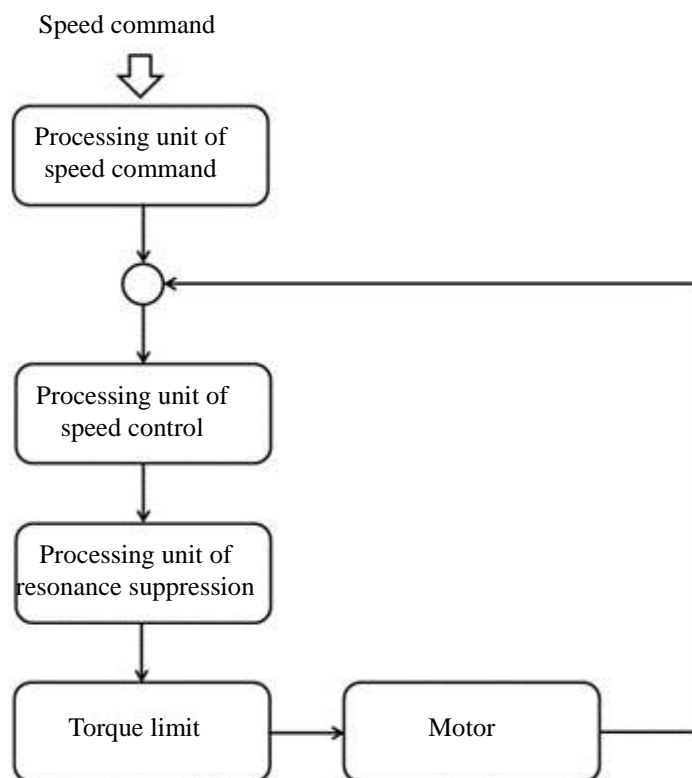 Speed command
Processing unit of
speed command
Processing unit of
speed control
Processing unit of
resonance suppression
Torque limit
Motor